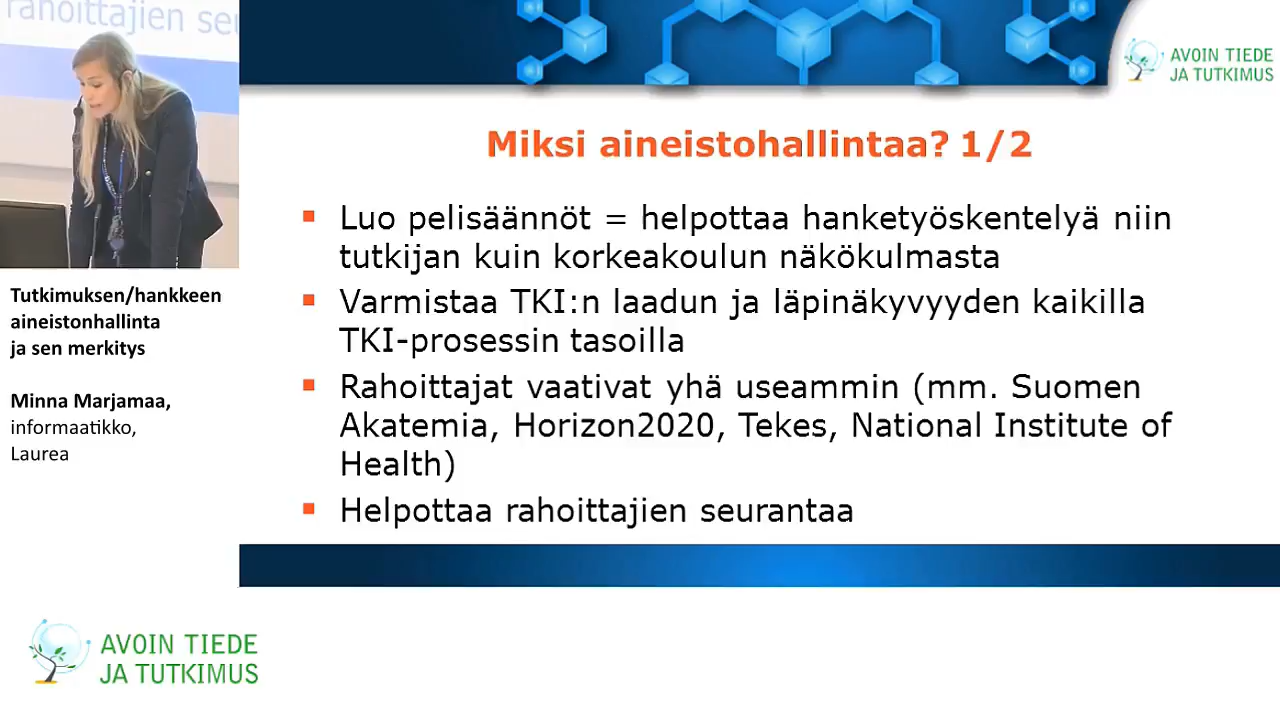 rahoittajien seu
AVOIN TIEDE
JA TUTKIMUS
Miksi aineistohallintaa? 1/2
Luo pelisäännöt = helpottaa hanketyöskentelyä niin
tutkijan kuin korkeakoulun näkökulmasta
Varmistaa TKI:n laadun ja läpinäkyvyyden kaikilla
TKI-prosessin tasoilla
Rahoittajat vaativat yhä useammin (mm. Suomen
Akatemia, Horizon2020, Tekes, National Institute of
Health)
Helpottaa rahoittajien seurantaa
Tutkimuksen/hankkeen
aineistonhallinta
ja sen merkitys
Minna Marjamaa,
informaatikko,
Laurea
AVOIN TIEDE
JA TUTKIMUS